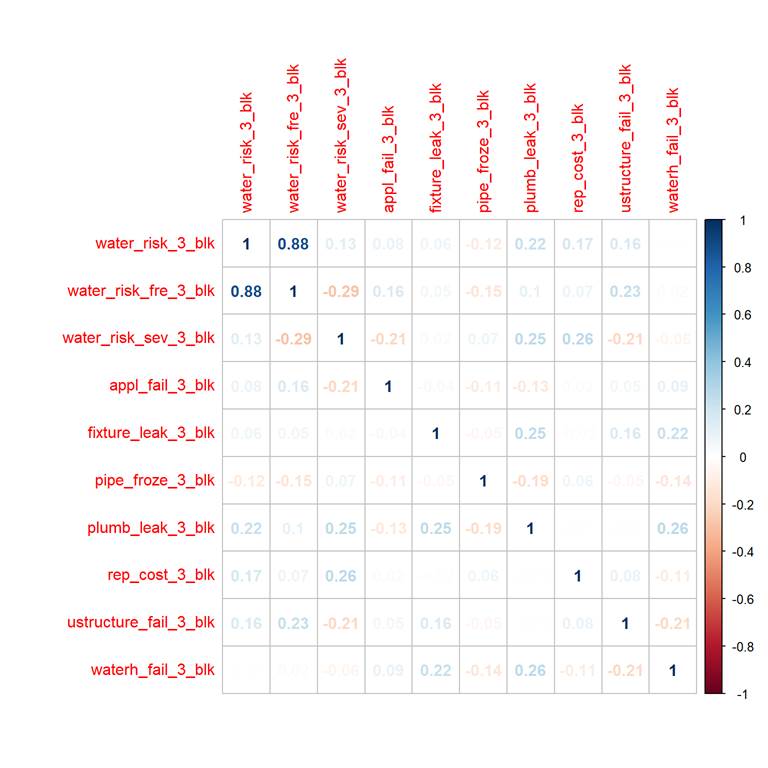 water_risk_3_blk
water_risk_fre_3_blk
water_risk_sev_3_blk
appl_fail_3_blk
fixture_leak_3_blk
pipe_froze_3_blk
plumb_leak_3_blk
rep_cost_3_blk
ustructure_fail_3_blk
waterh_fail_3_blk
water_risk_3_blk 1 0.88 0.13 0.08 0.06 -0.12 0.22 0.17 0.16
water_risk_fre_3_blk 0.88 1 -0.29 0.16 0.05 -0.15 0.1 0.07 0.23 0.02
water_risk_sev_3_blk 0.13 -0.29 1 -0.21 0.07 0.25 0.26 -0.21 -0.06
appl_fail_3_blk 0.08 0.16 -0.21 1 -0.04 -0.11 -0.13 0.05 0.09
fixture_leak_3_blk 0.06 0.05 -0.04 1 -0.05 0.25 0.16 0.22
pipe_froze_3_blk -0.12 -0.15 0.07 -0.11 -0.05 1 -0.19 0.06 -0.05 -0.14
plumb_leak_3_blk 0.22 0.1 0.25 -0.13 0.25 -0.19 1 0.26
rep_cost_3_blk 0.17 0.07 0.26 0.06 1 0.08 -0.11
ustructure_fail_3_blk 0.16 0.23 -0.21 0.05 0.16 -0.05 0.08 1 -0.21
waterh_fail_3_blk 0.02 -0.06 0.09 0.22 -0.14 0.26 -0.11 -0.21 1
1
0.8
0.6
0.4
0.2
0
-0.2
-0.4
-0.6
-0.8
-1